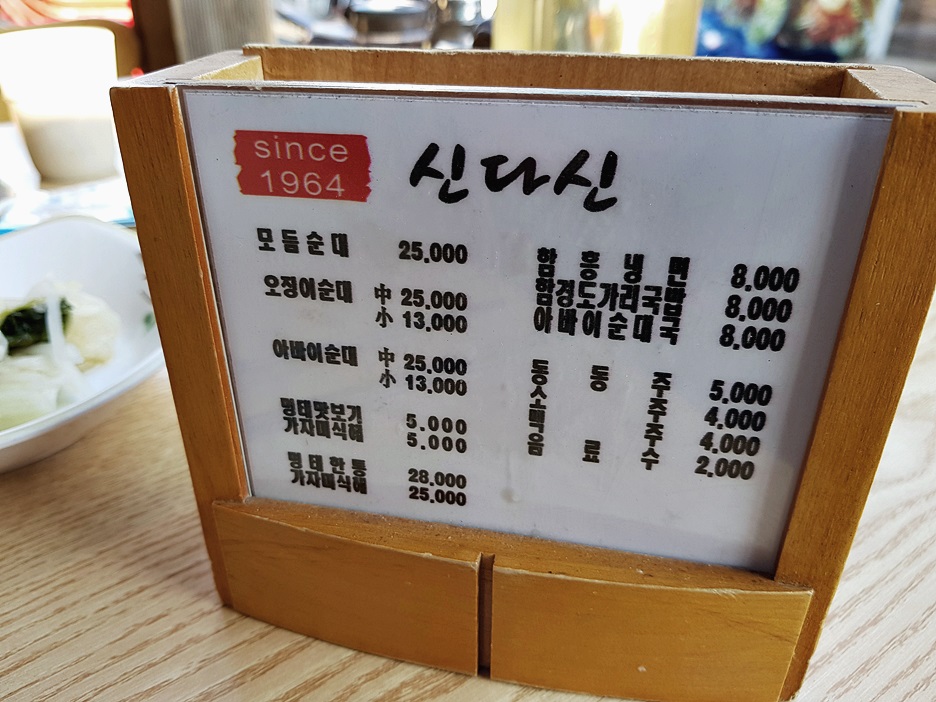 since
1964
신다신
모듬순대 25.000
오징어순대 中 25.000
小 13.000
아바이순대 中 25.000
小 13.000
명태맛보기 5.000
가자미식해 5.000
명태한통 28.000
가자미식해 25.000
함흥냉면 8.000
함경도가리국밥 8.000
아바이순대국 8.000
동동주 5.000
소주 4.000
맥주 4.000
음료수 2.000